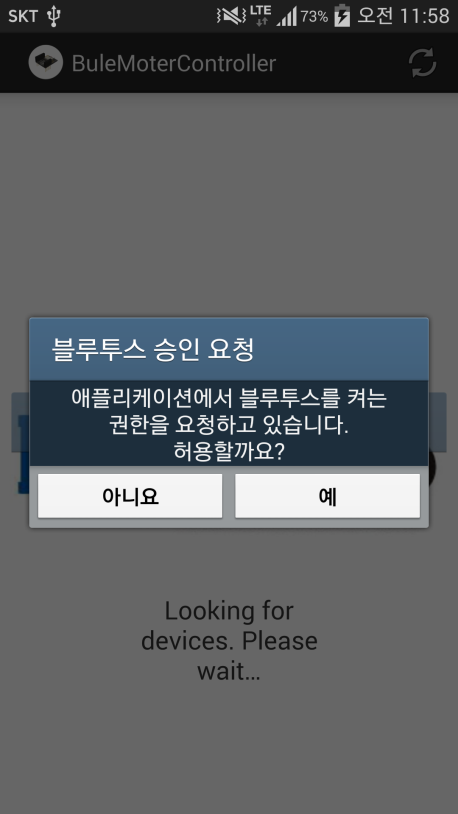 SKT LTE 73% 오전 11:58
BuleMoterController
블루투스 승인 요청
애플리케이션에서 블루투스를 켜는
권한을 요청하고 있습니다.
허용할까요?
아니요 예
Looking for
devices. Please
wait...